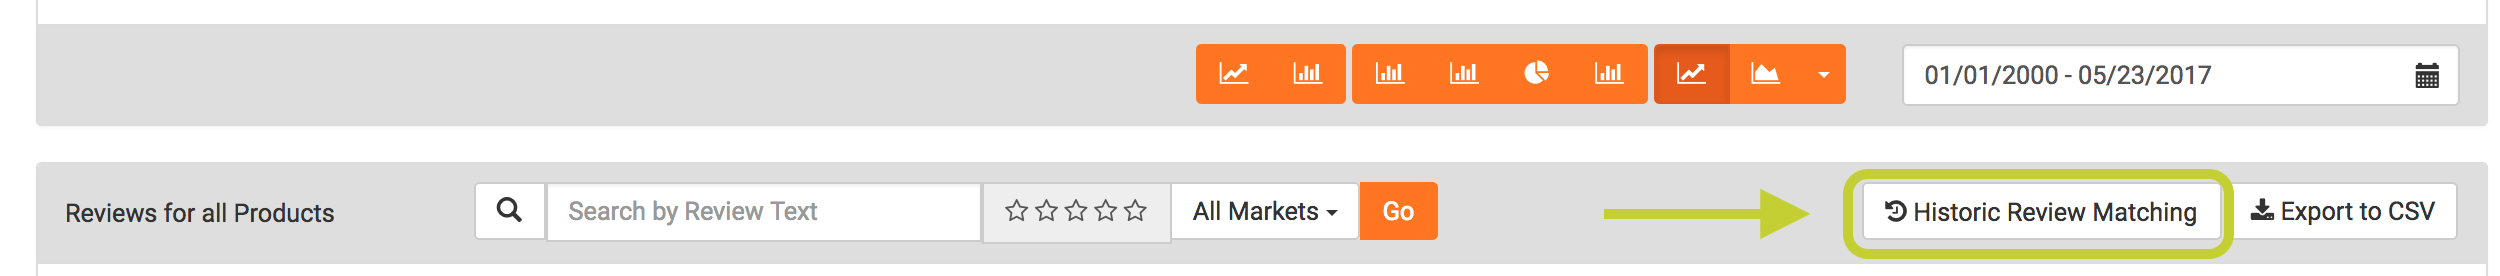 01/01/2000 - 05/23/2017
Reviews for all Products
Search by Review Text
All Markets
Go
Historic Review Matching
Export to CSV